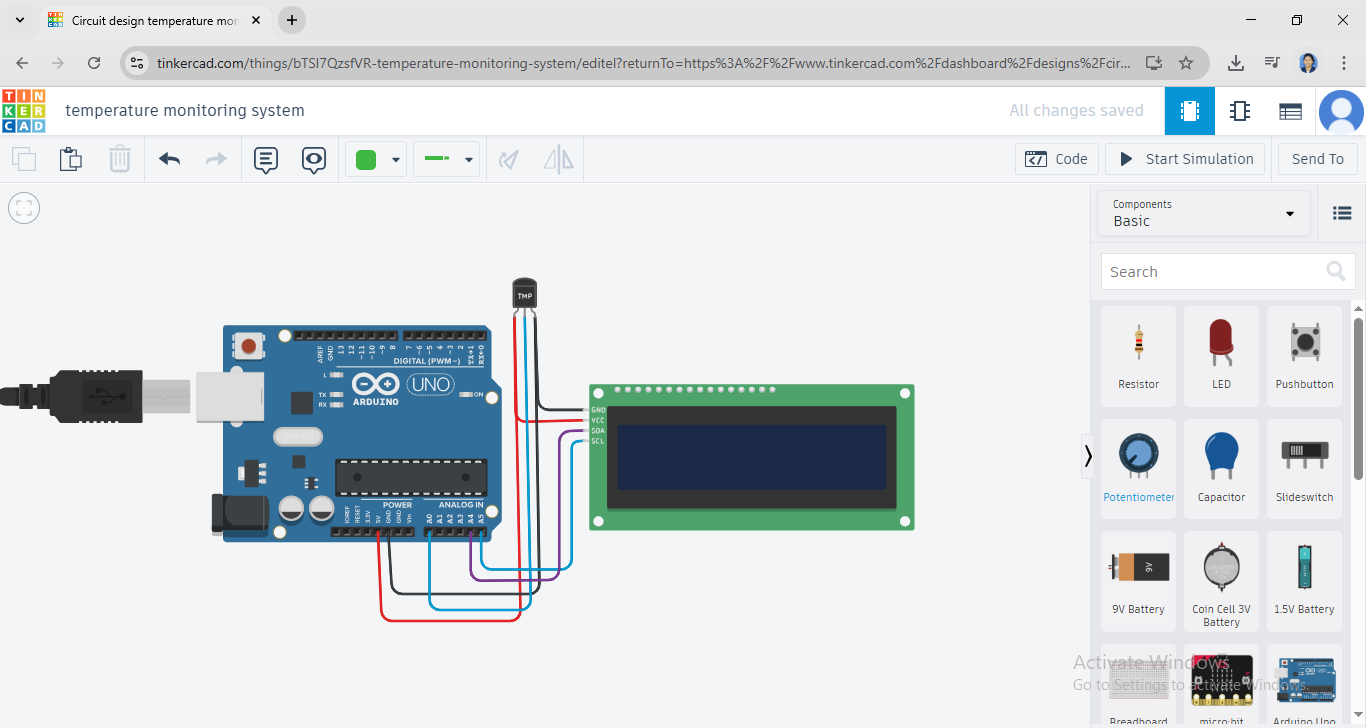 Circuit design temperature mon
tinkercad.com/things/bTSI7QzsfVR-temperature-monitoring-system/editel?returnTo=https%3A%2F%2Fwww.tinkercad.com%2Fdashboard%2Fdesigns%2Fcir...
TIN
KER
CAD
temperature monitoring system
All changes saved
Code
Start Simulation
Send To
Components
Basic
Search
Resistor
LED
Pushbutton
Potentiometer
Capacitor
Slideswitch
9V
9V Battery
Coin Cell 3V
Battery
1.5V Battery
Breadboard
micro:bit
Arduino Uno
Activate Windows
Go to Settings to activate Windows.
TMP
AREF
GND
13
12
~11
~10
~9
8
7
~6
~5
4
~3
2
TX→1
RX←0
DIGITAL (PWM~)
L
TX
RX
UNO
ARDUINO
ON
POWER
ANALOG IN
IOREF
RESET
3.3V
5V
GND
GND
Vin
A0
A1
A2
A3
A4
A5
GND
VCC
SDA
SCL